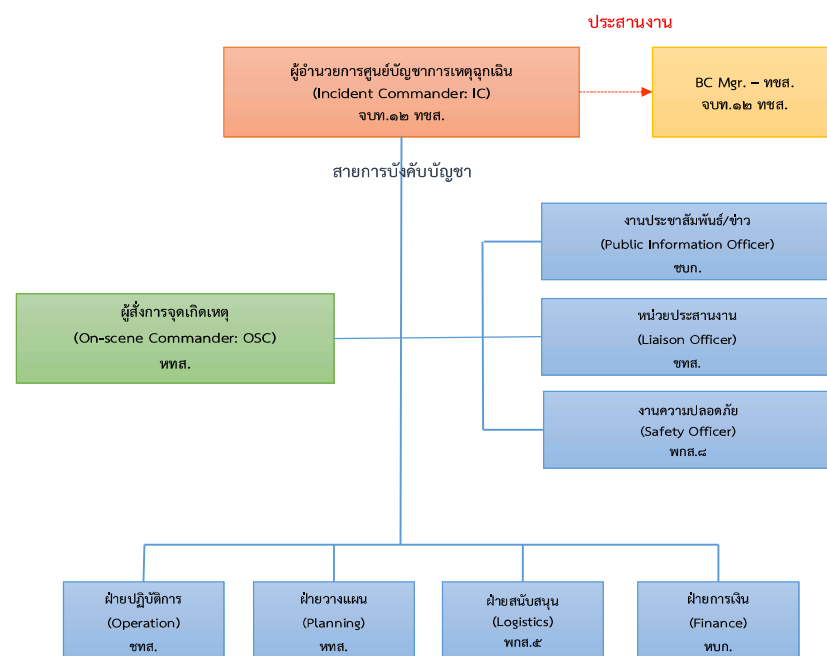 ประสานงาน
ผู้อำนวยการศูนย์บัญชาการเหตุฉุกเฉิน
(Incident Commander: IC)
จบท.๑๒ ทซส.
BC Mgr. – ทซส.
จบท.๑๒ ทซส.
สายการบังคับบัญชา
งานประชาสัมพันธ์/ข่าว
(Public Information Officer)
ซบก.
ผู้สั่งการจุดเกิดเหตุ
(On-scene Commander: OSC)
หทส.
หน่วยประสานงาน
(Liaison Officer)
ซทส.
งานความปลอดภัย
(Safety Officer)
พกส.๘
ฝ่ายปฏิบัติการ
(Operation)
ซทส.
ฝ่ายวางแผน
(Planning)
หทส.
ฝ่ายสนับสนุน
(Logistics)
พกส.๕
ฝ่ายการเงิน
(Finance)
หบก.